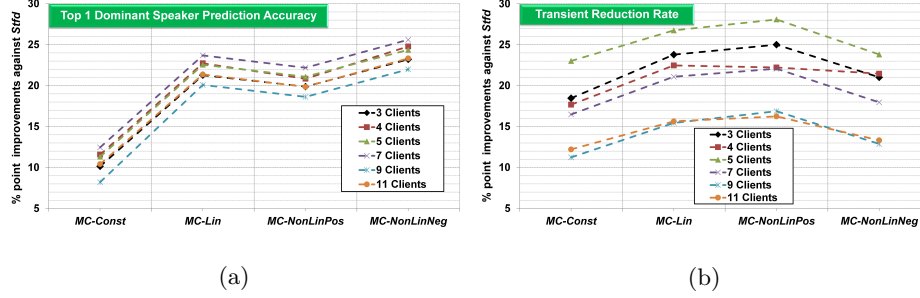 Top 1 Dominant Speaker Prediction Accuracy
% point improvements against Stfd
30
25
20
15
10
5
3 Clients
4 Clients
5 Clients
7 Clients
9 Clients
11 Clients
MC-Const MC-Lin MC-NonLinPos MC-NonLinNeg
(a)
Transient Reduction Rate
% point improvements against Stfd
30
25
20
15
10
5
3 Clients
4 Clients
5 Clients
7 Clients
9 Clients
11 Clients
MC-Const MC-Lin MC-NonLinPos MC-NonLinNeg
(b)